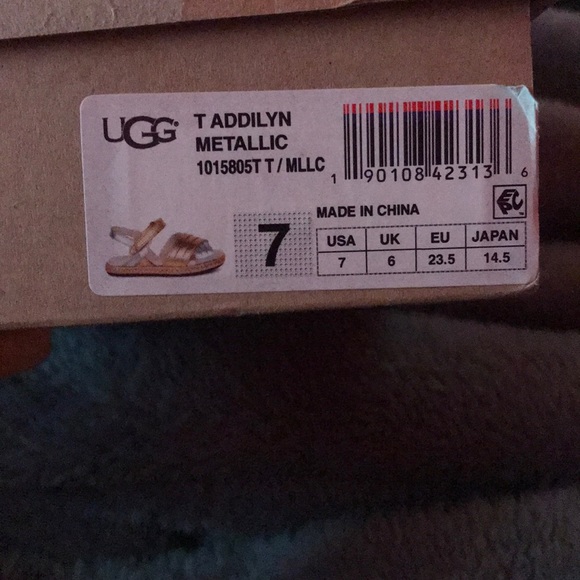 UGG
T ADDILYN
METALLIC
1015805T T / MLLC
1 90108 42313 6
MADE IN CHINA
7
USA UK EU JAPAN
7 6 23.5 14.5